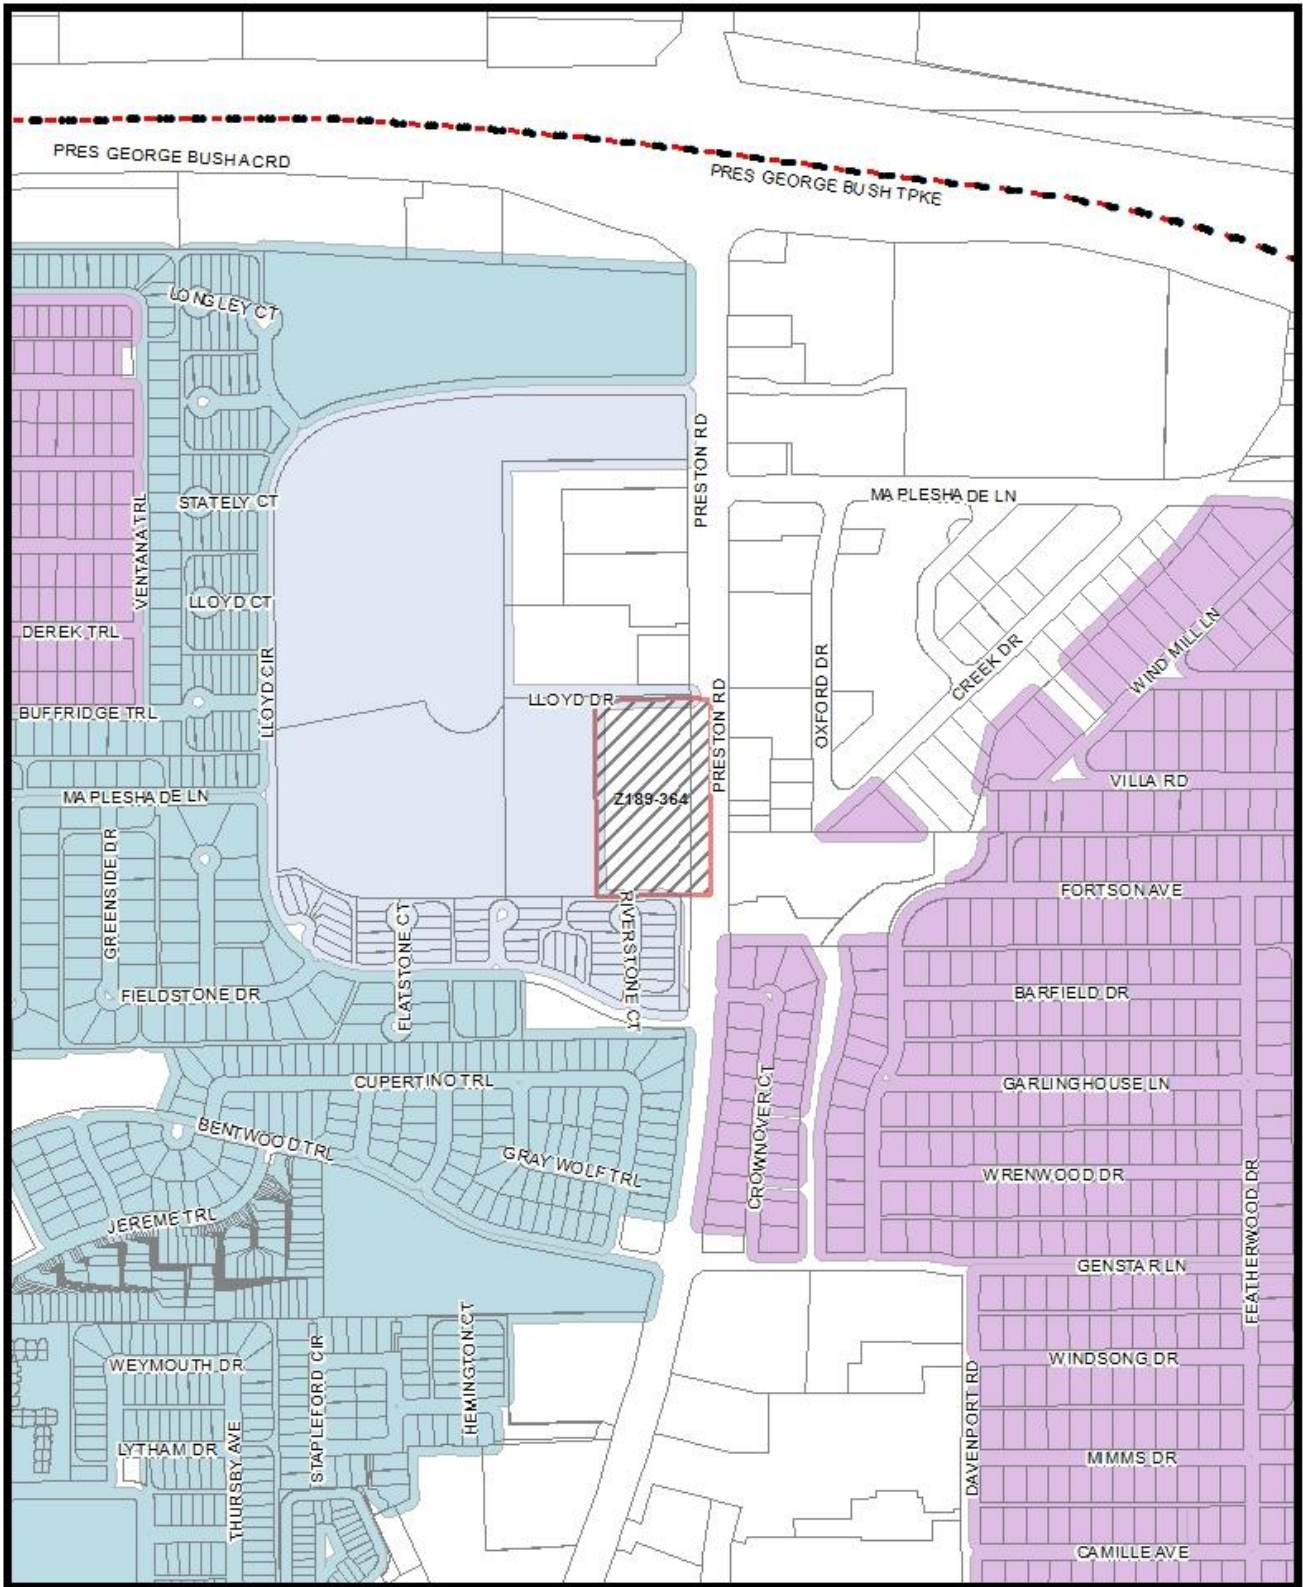 PRES GEORGE BUSH ACRD
PRES GEORGE BUSH TPKE
LONGLEY CT
PRESTON RD
MAPLESHADE LN
STATELY CT
VENTANA TRL
LLOYD CT
DEREK TRL
WIND MILL LN
CREEK DR
OXFORD DR
LLOYD CIR
LLOYD DR
BUFFRIDGE TRL
PRESTON RD
VILLA RD
MAPLESHADE LN
Z189-364
GREENSIDE DR
FORTSON AVE
FLATSTONE CT
RIVERSTONE CT
FIELDSTONE DR
BARFIELD DR
CUPERTINO TRL
GARLINGHOUSE LN
BENTWOOD TRL
CROWNOVER CT
GRAY WOLF TRL
WRENWOOD DR
JEREME TRL
FEATHERWOOD DR
GENSTAR LN
WEYMOUTH DR
STAPLEFORD CIR
HEMINGTON CT
WINDSONG DR
DAVENPORT RD
LYTHAM DR
THURSBY AVE
MIMMS DR
CAMILLE AVE